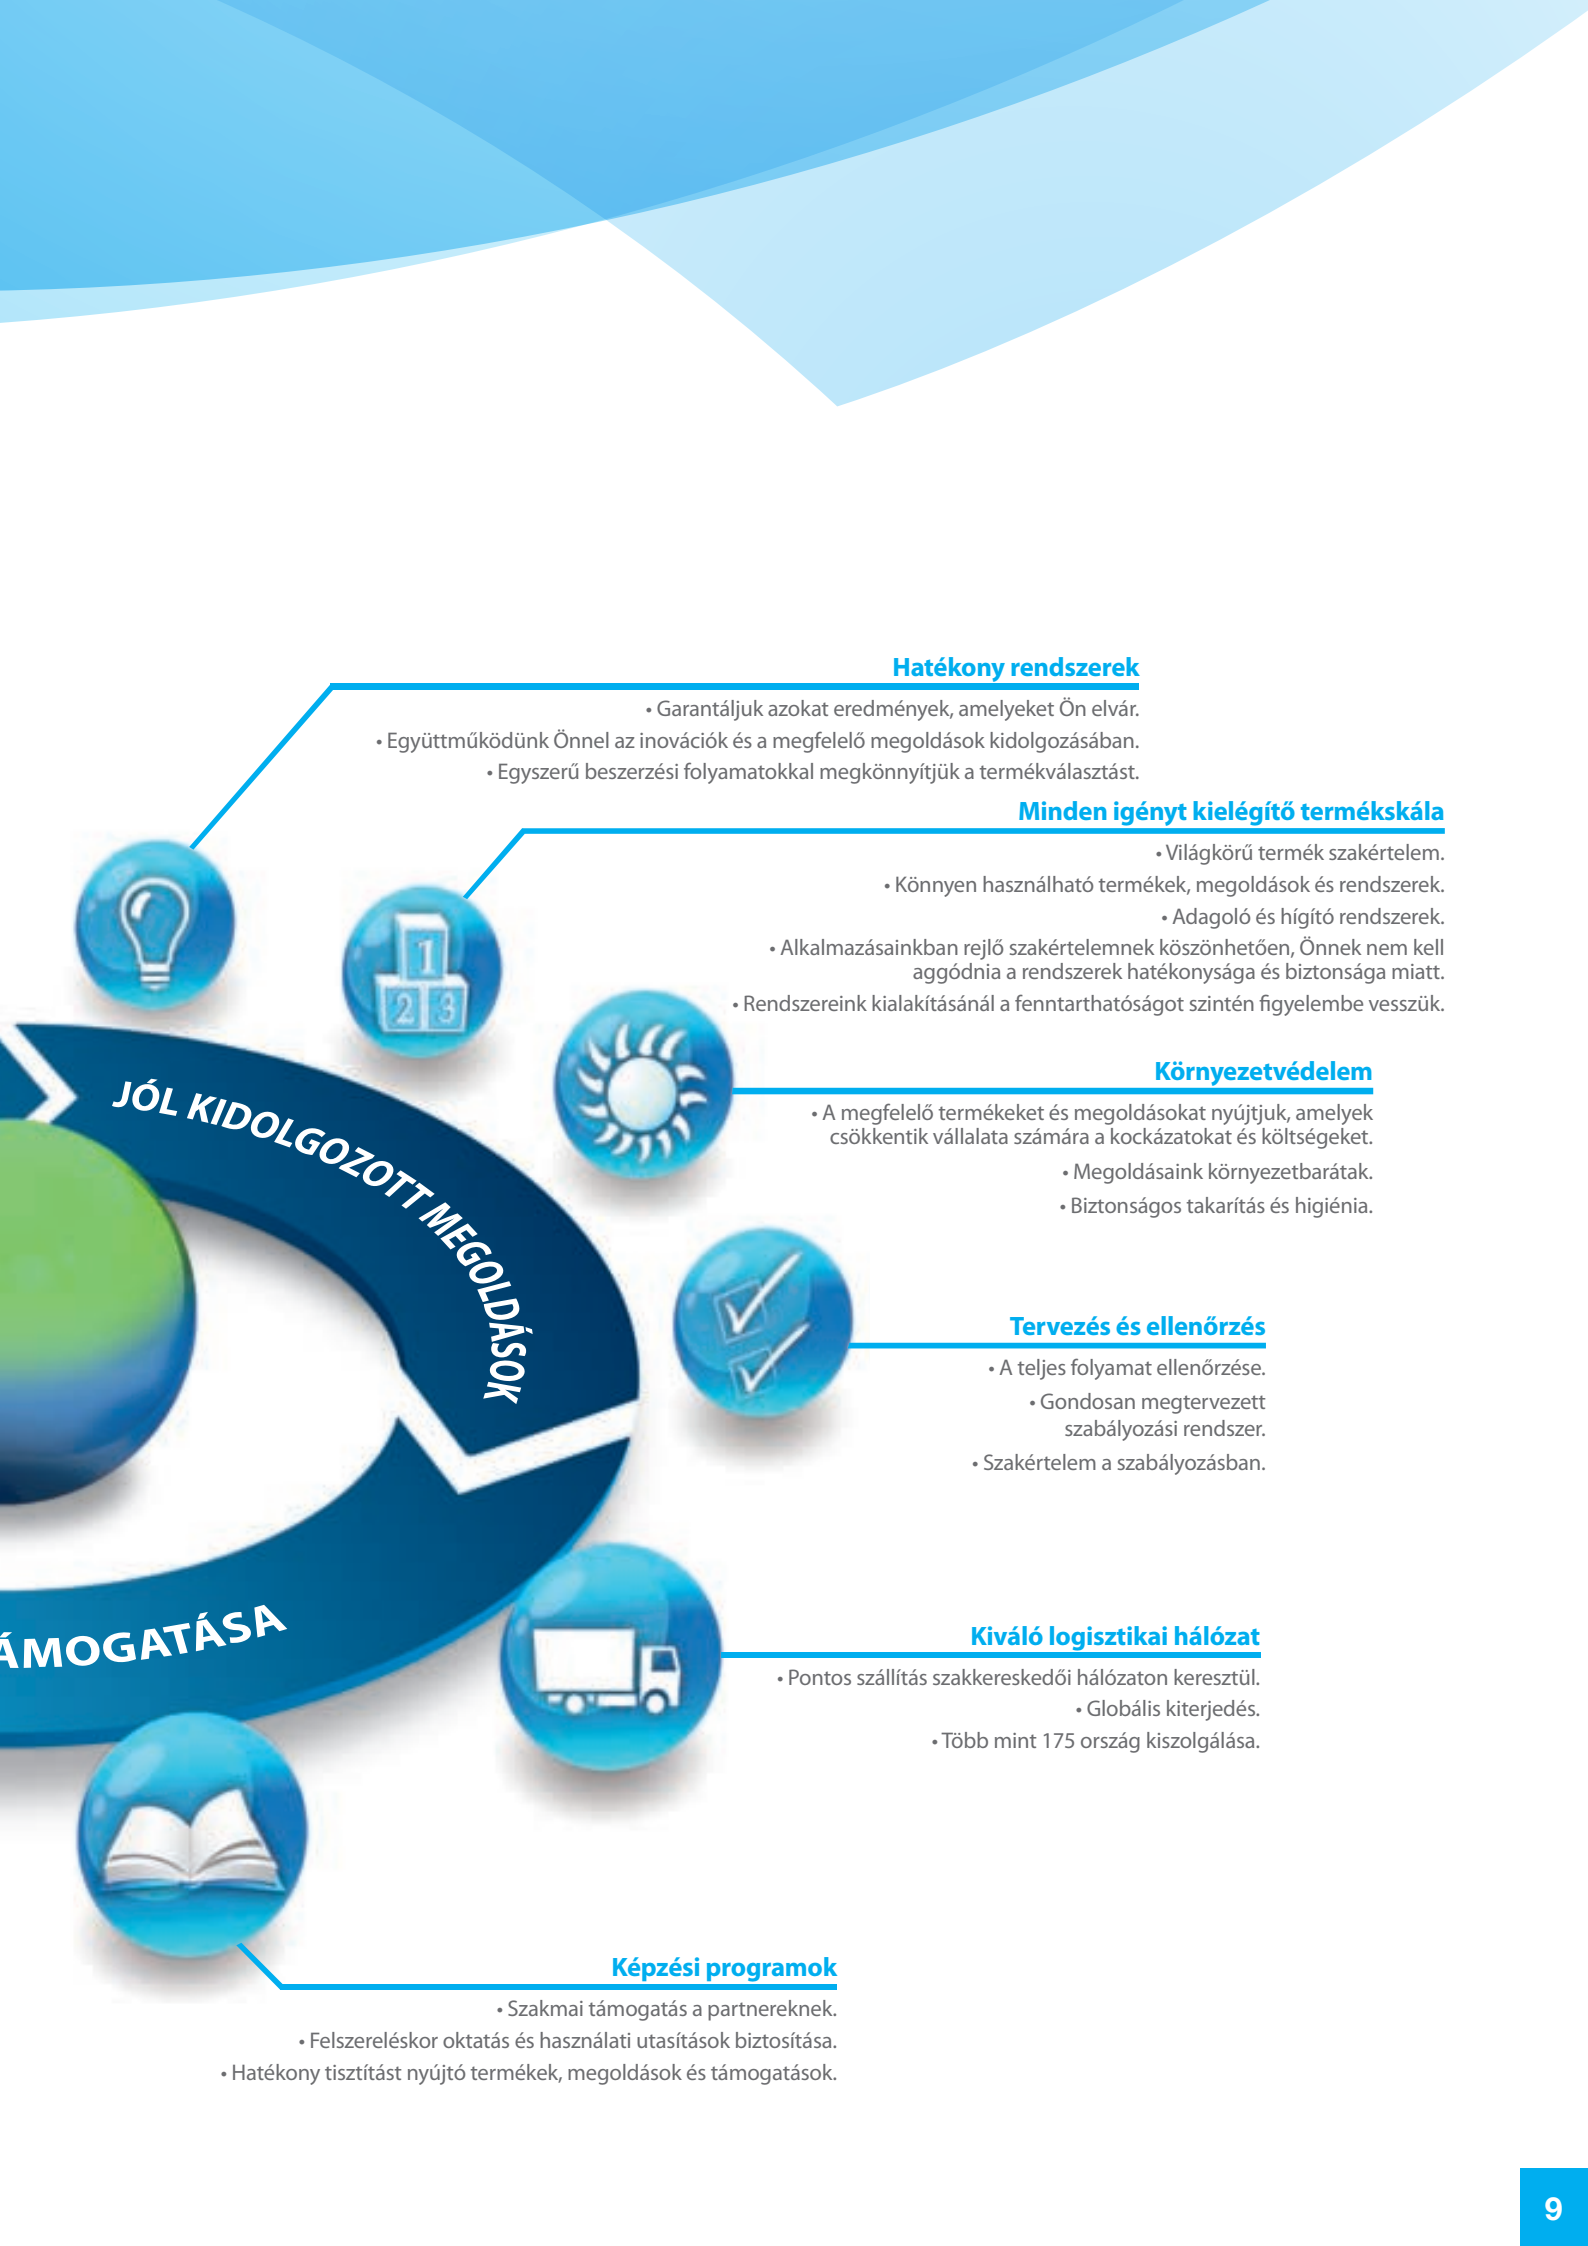 Hatékony rendszerek
• Garantáljuk azokat eredmények, amelyeket Ön elvár.
• Együttműködünk Önnel az inovációk és a megfelelő megoldások kidolgozásában.
• Egyszerű beszerzési folyamatokkal megkönnyítjük a termékválasztást.
Minden igényt kielégítő termékskála
• Világkörű termék szakértelem.
• Könnyen használható termékek, megoldások és rendszerek.
• Adagoló és hígító rendszerek.
• Alkalmazásainkban rejlő szakértelemnek köszönhetően, Önnek nem kell
aggódnia a rendszerek hatékonysága és biztonsága miatt.
• Rendszereink kialakításánál a fenntarthatóságot szintén figyelembe vesszük.
1
2 3
Környezetvédelem
• A megfelelő termékeket és megoldásokat nyújtjuk, amelyek
csökkentik vállalata számára a kockázatokat és költségeket.
• Megoldásaink környezetbarátak.
• Biztonságos takarítás és higiénia.
JÓL KIDOLGOZOTT MEGOLDÁSOK
Tervezés és ellenőrzés
• A teljes folyamat ellenőrzése.
• Gondosan megtervezett
szabályozási rendszer.
• Szakértelem a szabályozásban.
ÁMOGATÁSA
Kiváló logisztikai hálózat
• Pontos szállítás szakkereskedői hálózaton keresztül.
• Globális kiterjedés.
• Több mint 175 ország kiszolgálása.
Képzési programok
• Szakmai támogatás a partnereknek.
• Felszereléskor oktatás és használati utasítások biztosítása.
• Hatékony tisztítást nyújtó termékek, megoldások és támogatások.
9